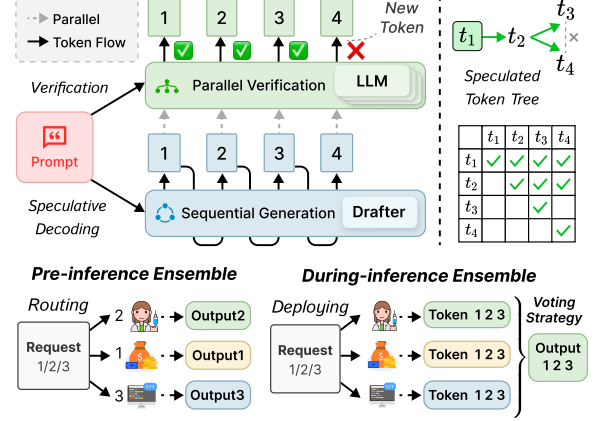 Parallel
Token Flow
1 2 3 4
New
Token
Verification
Parallel Verification LLM
Prompt
1 2 3 4
Speculative
Decoding
Sequential Generation Drafter
t1 t2 t3
t4
Speculated
Token Tree
t1 t2 t3 t4
t1
t2
t3
t4
Pre-inference Ensemble
Routing
Request
1/2/3
2 Output2
1 Output1
3 Output3
During-inference Ensemble
Deploying
Request
1/2/3
Token 1 2 3
Token 1 2 3
Token 1 2 3
Voting
Strategy
Output
1 2 3